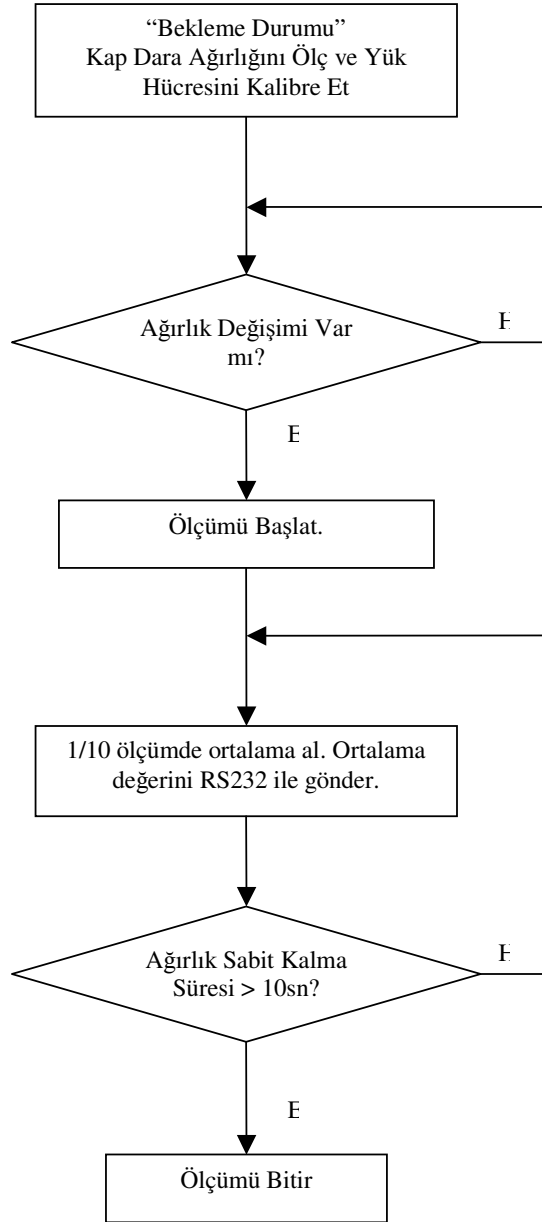 “Bekleme Durumu”
Kap Dara Ağırlığını Ölç ve Yük
Hücresini Kalibre Et
Ağırlık Değişimi Var
mı?
H
E
Ölçümü Başlat.
1/10 ölçümde ortalama al. Ortalama
değerini RS232 ile gönder.
Ağırlık Sabit Kalma
Süresi > 10sn?
H
E
Ölçümü Bitir